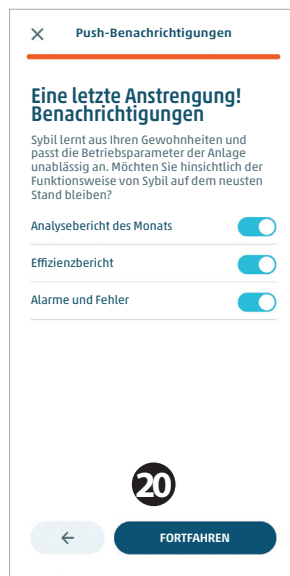 Push-Benachrichtigungen
Eine letzte Anstrengung!
Benachrichtigungen
Sybil lernt aus Ihren Gewohnheiten und
passt die Betriebsparameter der Anlage
unablässig an. Möchten Sie hinsichtlich der
Funktionsweise von Sybil auf dem neusten
Stand bleiben?
Analysebericht des Monats
Effizienzbericht
Alarme und Fehler
20
FORTFAHREN